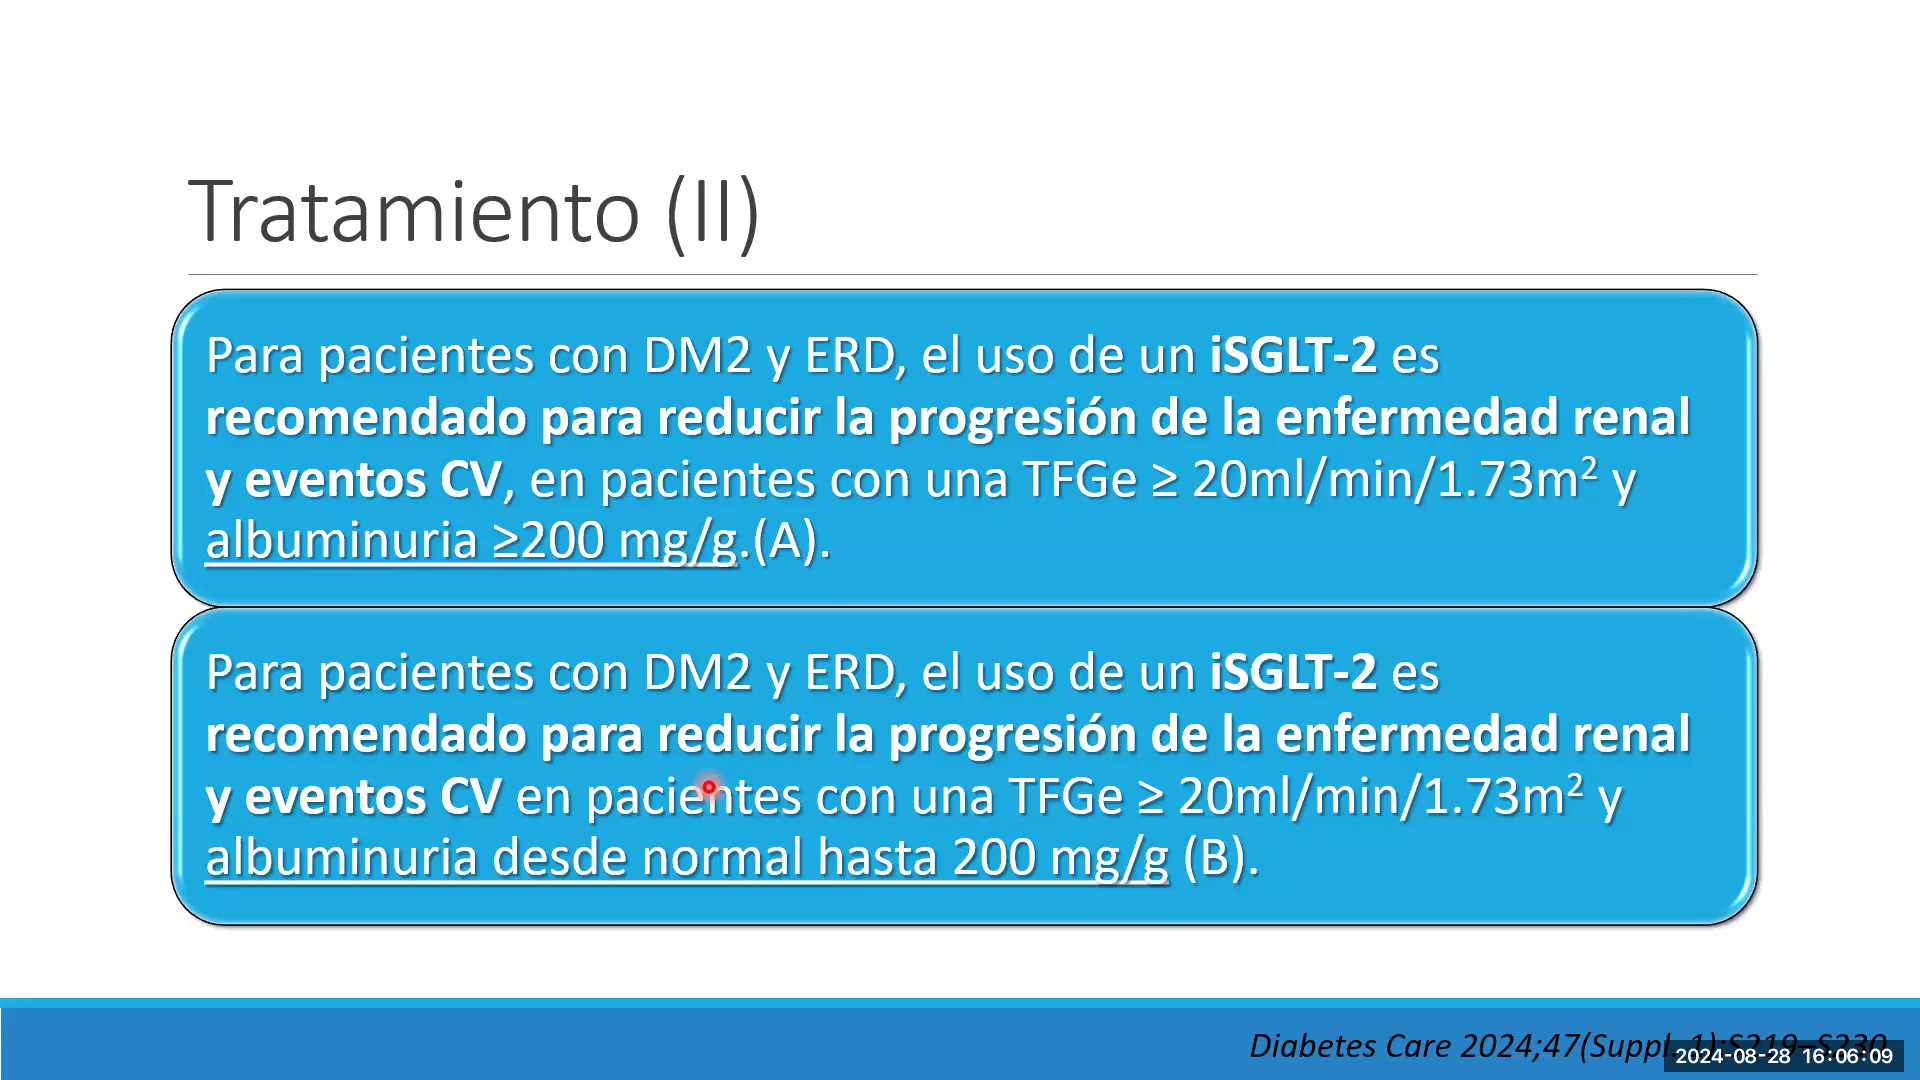 Tratamiento (II)
Para pacientes con DM2 y ERD, el uso de un iSGLT-2 es
recomendado para reducir la progresión de la enfermedad renal
y eventos CV, en pacientes con una TFGe ≥ 20ml/min/1.73m² y
albuminuria ≥200 mg/g.(A).
Para pacientes con DM2 y ERD, el uso de un iSGLT-2 es
recomendado para reducir la progresión de la enfermedad renal
y eventos CV en pacientes con una TFGe ≥ 20ml/min/1.73m² y
albuminuria desde normal hasta 200 mg/g (B).
Diabetes Care 2024;47(Suppl. 1):S219–S230
2024-08-28 16:06:09